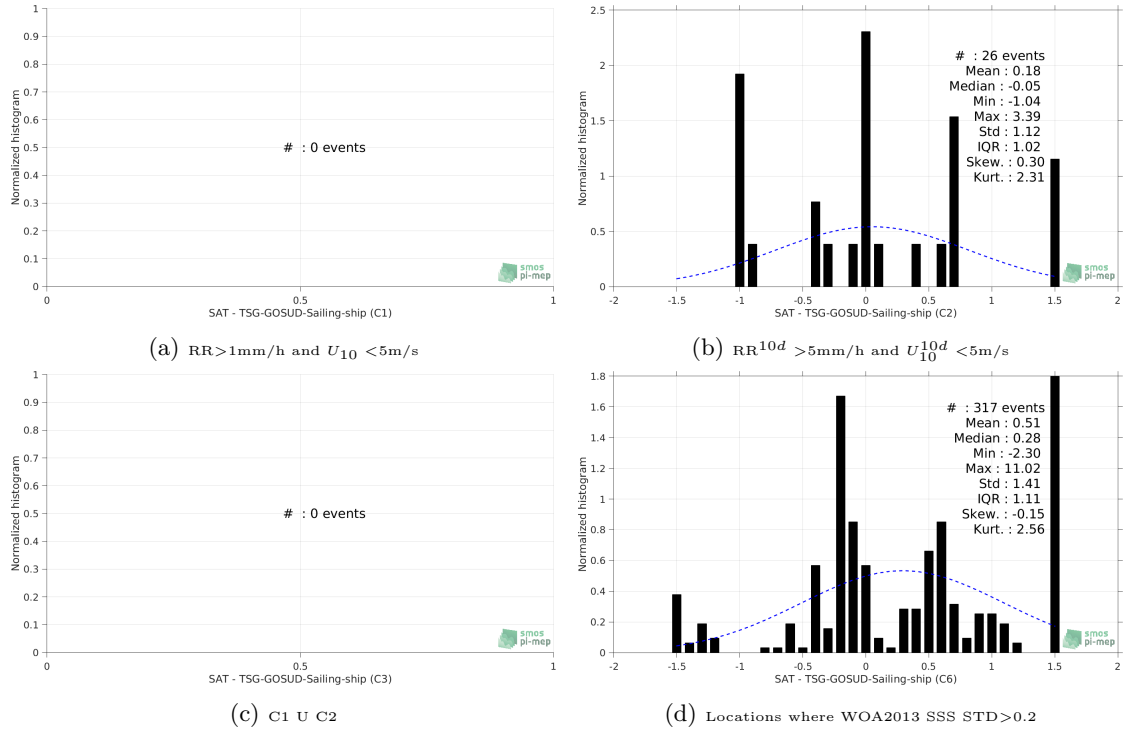 1
0.9
0.8
0.7
0.6
0.5
0.4
0.3
0.2
0.1
0
Normalized histogram
# : 0 events
smos
pi-mep
0 0.5 1
SAT - TSG-GOSUD-Sailing-ship (C1)
(a) RR>1mm/h and U10 <5m/s
2.5
2
1.5
1
0.5
0
Normalized histogram
# : 26 events
Mean : 0.18
Median : -0.05
Min : -1.04
Max : 3.39
Std : 1.12
IQR : 1.02
Skew. : 0.30
Kurt. : 2.31
smos
pi-mep
-2 -1.5 -1 -0.5 0 0.5 1 1.5 2
SAT - TSG-GOSUD-Sailing-ship (C2)
(b) RR10d >5mm/h and U10d10 <5m/s
1
0.9
0.8
0.7
0.6
0.5
0.4
0.3
0.2
0.1
0
Normalized histogram
# : 0 events
smos
pi-mep
0 0.5 1
SAT - TSG-GOSUD-Sailing-ship (C3)
(c) C1 U C2
1.8
1.6
1.4
1.2
1
0.8
0.6
0.4
0.2
0
Normalized histogram
# : 317 events
Mean : 0.51
Median : 0.28
Min : -2.30
Max : 11.02
Std : 1.41
IQR : 1.11
Skew. : -0.15
Kurt. : 2.56
smos
pi-mep
-2 -1.5 -1 -0.5 0 0.5 1 1.5 2
SAT - TSG-GOSUD-Sailing-ship (C6)
(d) Locations where WOA2013 SSS STD>0.2